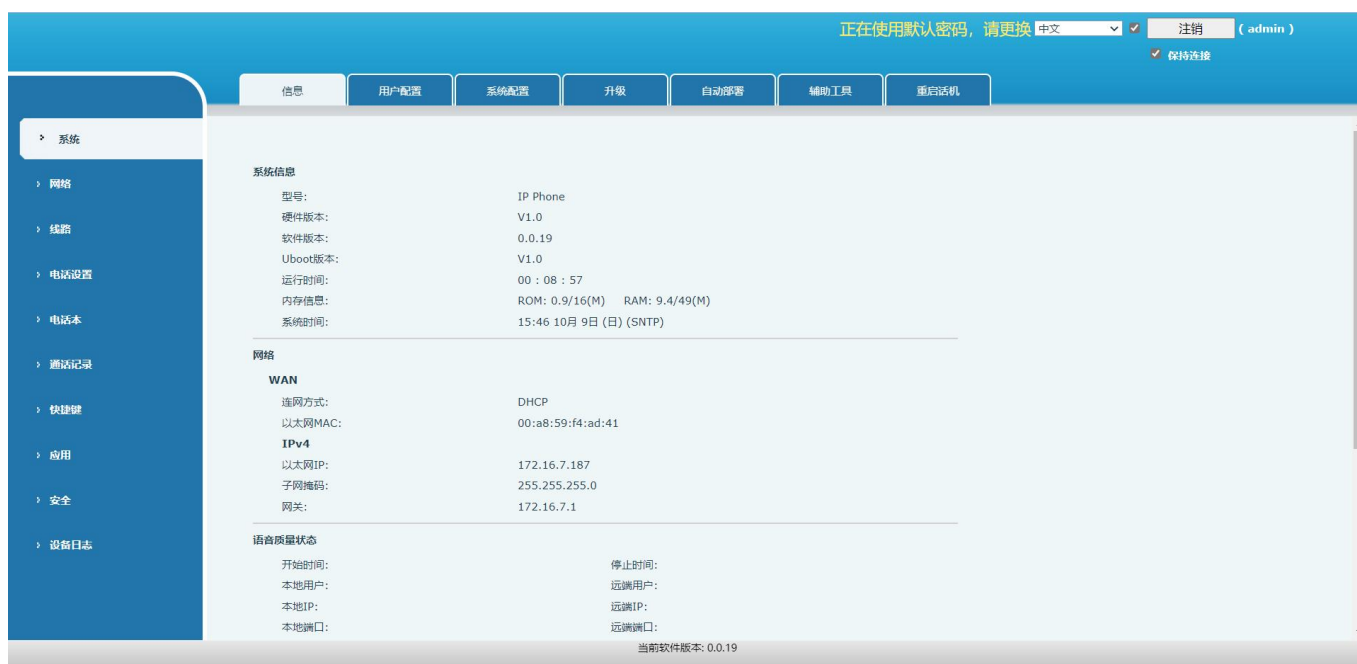 正在使用默认密码，请更换 中文 注销 ( admin )
保持连接
信息 用户配置 系统配置 升级 自动部署 辅助工具 重启话机
系统
网络
线路
电话设置
电话本
通话记录
快捷键
应用
安全
设备日志
系统信息
型号: IP Phone
硬件版本: V1.0
软件版本: 0.0.19
Uboot版本: V1.0
运行时间: 00 : 08 : 57
内存信息: ROM: 0.9/16(M) RAM: 9.4/49(M)
系统时间: 15:46 10月 9日 (日) (SNTP)
网络
WAN
连网方式: DHCP
以太网MAC: 00:a8:59:f4:ad:41
IPv4
以太网IP: 172.16.7.187
子网掩码: 255.255.255.0
网关: 172.16.7.1
语音质量状态
开始时间: 停止时间:
本地用户: 远端用户:
本地IP: 远端IP:
本地端口: 远端端口:
当前软件版本: 0.0.19